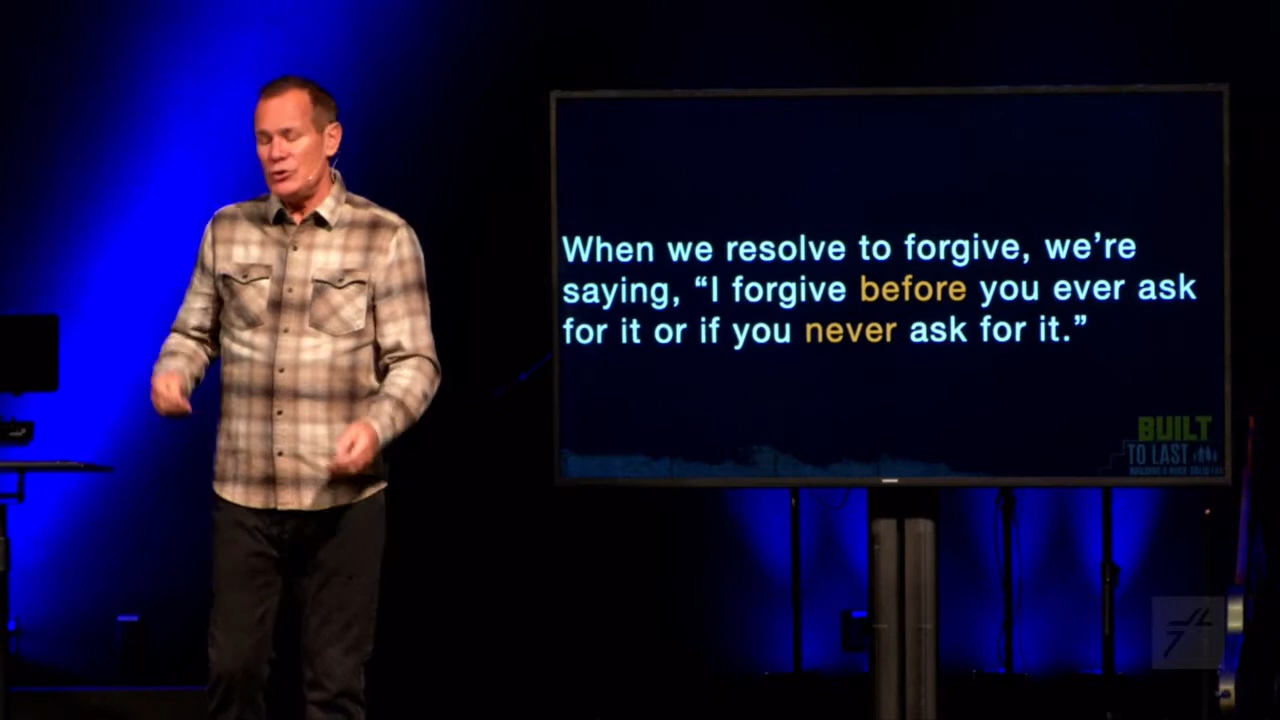 When we resolve to forgive, we’re
saying, “I forgive before you ever ask
for it or if you never ask for it.”
BUILT
TO LAST